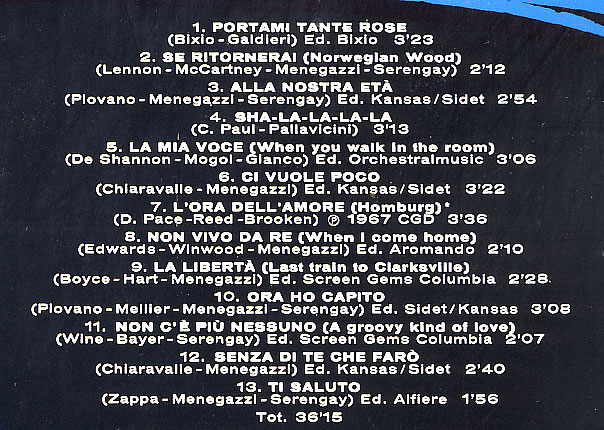 1. PORTAMI TANTE ROSE
(Bixio-Galdieri) Ed. Bixio 3'23
2. SE RITORNERAI (Norwegian Wood)
(Lennon-McCartney-Menegazzi-Serengay) 2'12
3. ALLA NOSTRA ETÀ
(Piovano-Menegazzi-Serengay) Ed. Kansas/Sidet 2'54
4. SHA-LA-LA-LA-LA
(C. Paul-Pallavicini) 3'13
5. LA MIA VOCE (When you walk in the room)
(De Shannon-Mogol-Gianco) Ed. Orchestralmusic 3'06
6. CI VUOLE POCO
(Chiaravalle-Menegazzi) Ed. Kansas/Sidet 3'22
7. L'ORA DELL'AMORE (Homburg)*
(D. Pace-Reed-Brooken) ℗ 1967 CGD 3'36
8. NON VIVO DA RE (When I come home)
(Edwards-Winwood-Menegazzi) Ed. Aromando 2'10
9. LA LIBERTÀ (Last train to Clarksville)
(Boyce-Hart-Menegazzi) Ed. Screen Gems Columbia 2'28
10. ORA HO CAPITO
(Piovano-Mellier-Menegazzi-Serengay) Ed. Sidet/Kansas 3'08
11. NON C'È PIÙ NESSUNO (A groovy kind of love)
(Wine-Bayer-Serengay) Ed. Screen Gems Columbia 2'07
12. SENZA DI TE CHE FARÒ
(Chiaravalle-Menegazzi) Ed. Kansas/Sidet 2'40
13. TI SALUTO
(Zappa-Menegazzi-Serengay) Ed. Alfiere 1'56
Tot. 36'15